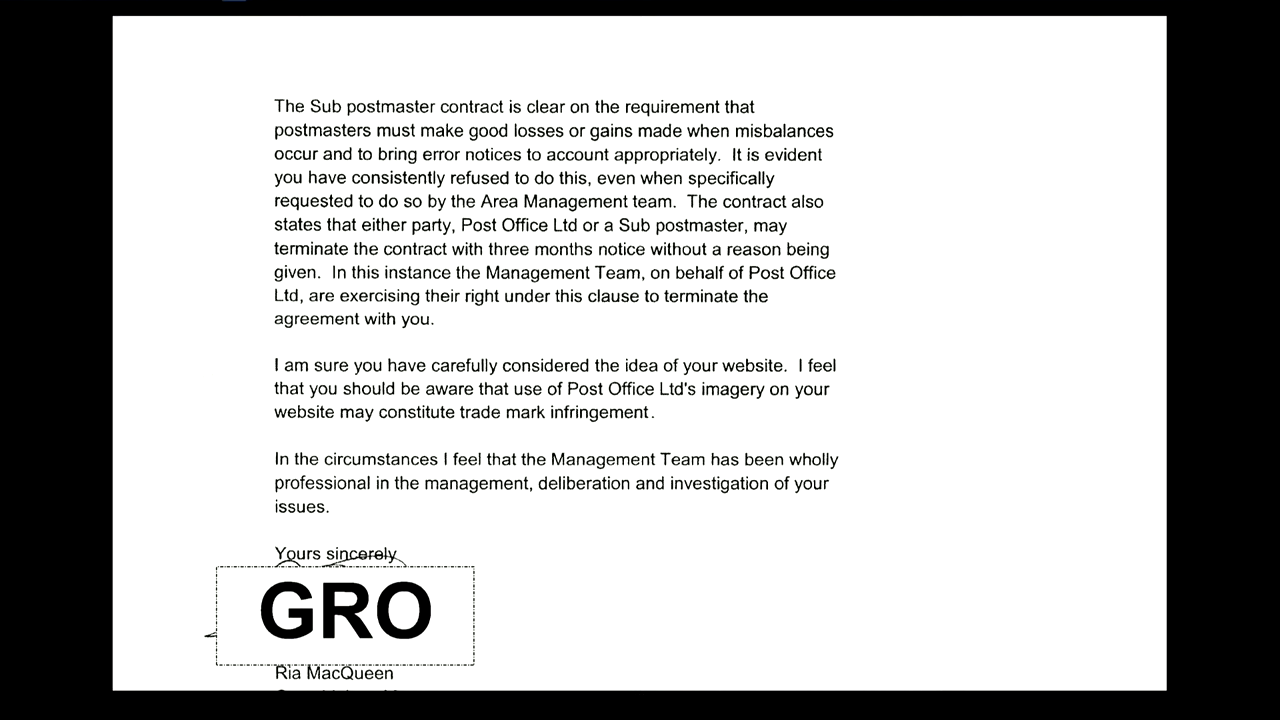 The Sub postmaster contract is clear on the requirement that
postmasters must make good losses or gains made when misbalances
occur and to bring error notices to account appropriately.  It is evident
you have consistently refused to do this, even when specifically
requested to do so by the Area Management team.  The contract also
states that either party, Post Office Ltd or a Sub postmaster, may
terminate the contract with three months notice without a reason being
given.  In this instance the Management Team, on behalf of Post Office
Ltd, are exercising their right under this clause to terminate the
agreement with you.
I am sure you have carefully considered the idea of your website.  I feel
that you should be aware that use of Post Office Ltd's imagery on your
website may constitute trade mark infringement.
In the circumstances I feel that the Management Team has been wholly
professional in the management, deliberation and investigation of your
issues.
Yours sincerely
GRO
Ria MacQueen